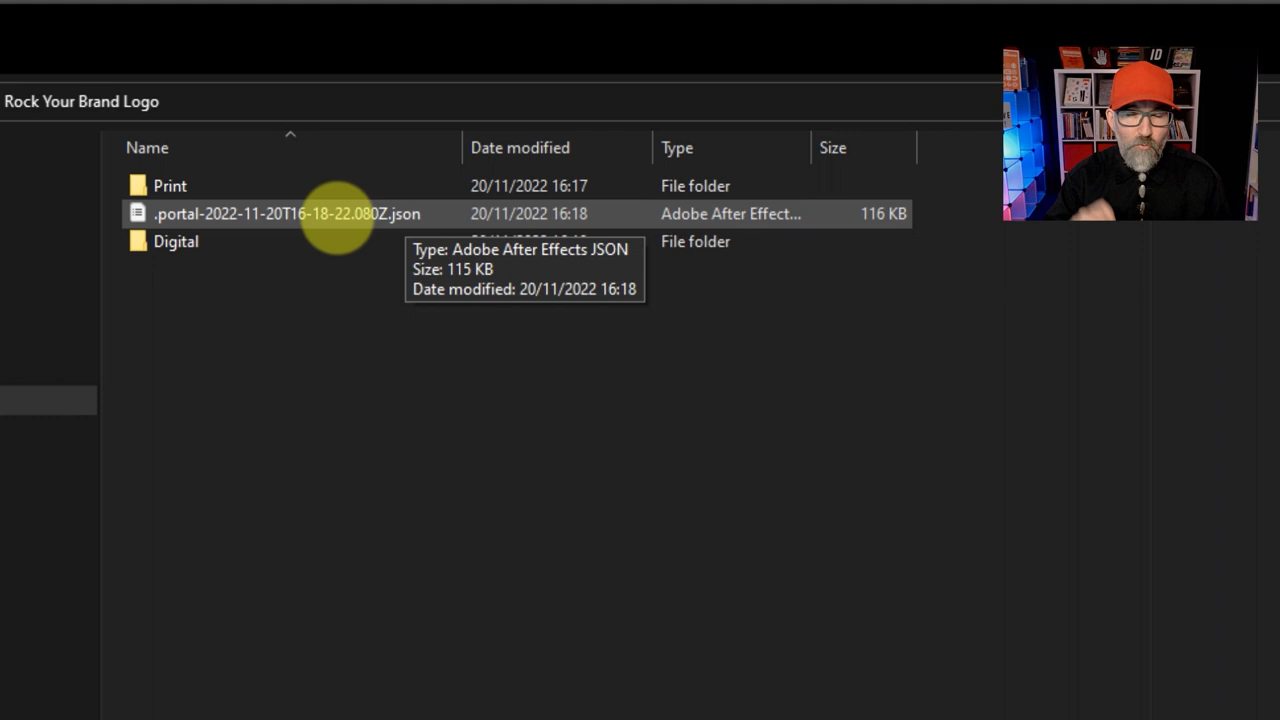 Rock Your Brand Logo
Name Date modified Type Size
Print 20/11/2022 16:17 File folder
.portal-2022-11-20T16-18-22.080Z.json 20/11/2022 16:18 Adobe After Effect... 116 KB
Digital File folder
Type: Adobe After Effects JSON
Size: 115 KB
Date modified: 20/11/2022 16:18
ID